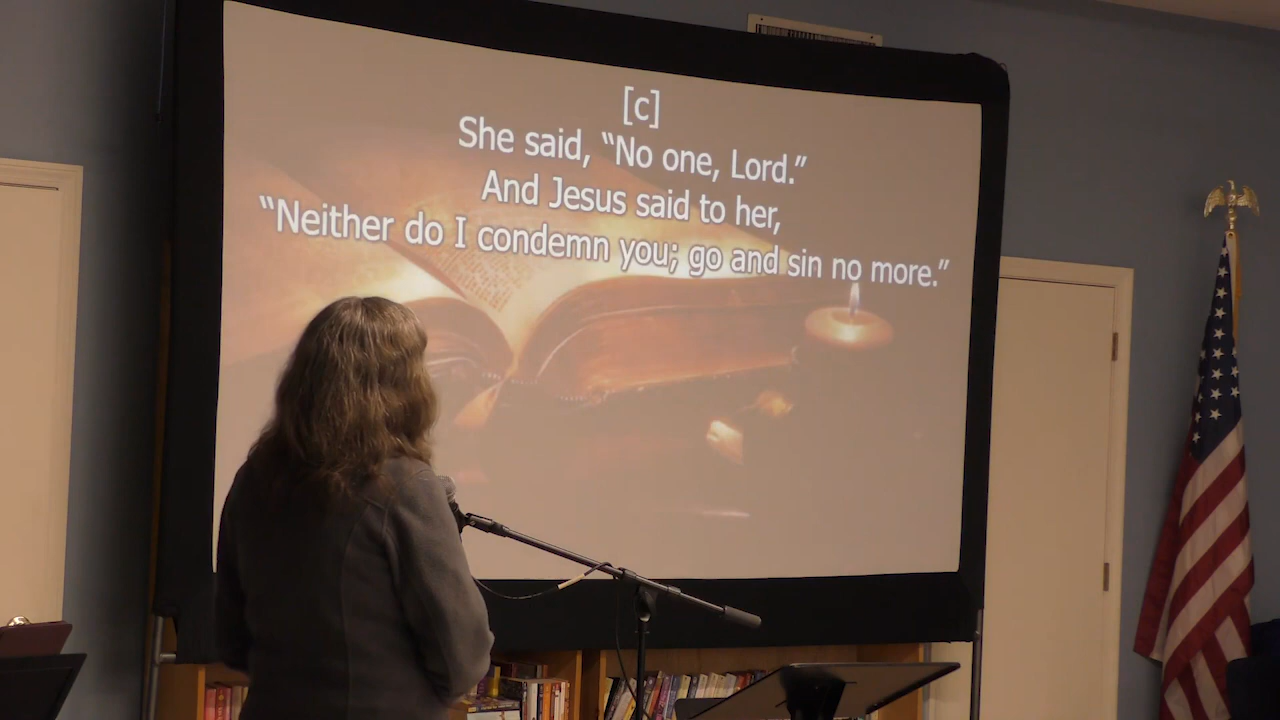 [c]
She said, “No one, Lord.”
And Jesus said to her,
“Neither do I condemn you; go and sin no more.”